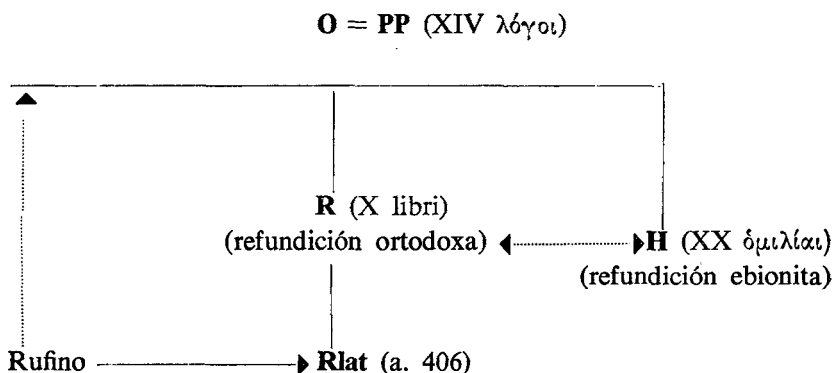 O = PP (XIV λόγοι)
R (X libri)
(refundición ortodoxa)
H (XX ὁμιλίαι)
(refundición ebionita)
Rufino
Rlat (a. 406)